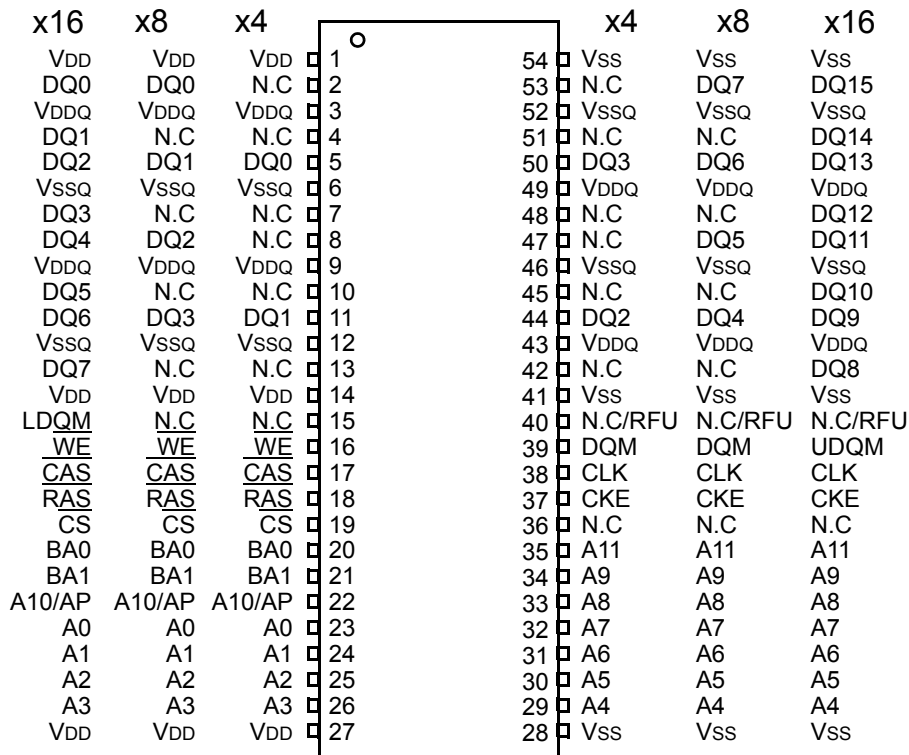 x16 x8 x4 x4 x8 x16
VDD VDD VDD 1 54 VSS VSS VSS
DQ0 DQ0 N.C 2 53 N.C DQ7 DQ15
VDDQ VDDQ VDDQ 3 52 VSSQ VSSQ VSSQ
DQ1 N.C N.C 4 51 N.C N.C DQ14
DQ2 DQ1 DQ0 5 50 DQ3 DQ6 DQ13
VSSQ VSSQ VSSQ 6 49 VDDQ VDDQ VDDQ
DQ3 N.C N.C 7 48 N.C N.C DQ12
DQ4 DQ2 N.C 8 47 N.C DQ5 DQ11
VDDQ VDDQ VDDQ 9 46 VSSQ VSSQ VSSQ
DQ5 N.C N.C 10 45 N.C N.C DQ10
DQ6 DQ3 DQ1 11 44 DQ2 DQ4 DQ9
VSSQ VSSQ VSSQ 12 43 VDDQ VDDQ VDDQ
DQ7 N.C N.C 13 42 N.C N.C DQ8
VDD VDD VDD 14 41 VSS VSS VSS
LDQM N.C N.C 15 40 N.C/RFU N.C/RFU N.C/RFU
WE WE WE 16 39 DQM DQM UDQM
CAS CAS CAS 17 38 CLK CLK CLK
RAS RAS RAS 18 37 CKE CKE CKE
CS CS CS 19 36 N.C N.C N.C
BA0 BA0 BA0 20 35 A11 A11 A11
BA1 BA1 BA1 21 34 A9 A9 A9
A10/AP A10/AP A10/AP 22 33 A8 A8 A8
A0 A0 A0 23 32 A7 A7 A7
A1 A1 A1 24 31 A6 A6 A6
A2 A2 A2 25 30 A5 A5 A5
A3 A3 A3 26 29 A4 A4 A4
VDD VDD VDD 27 28 VSS VSS VSS